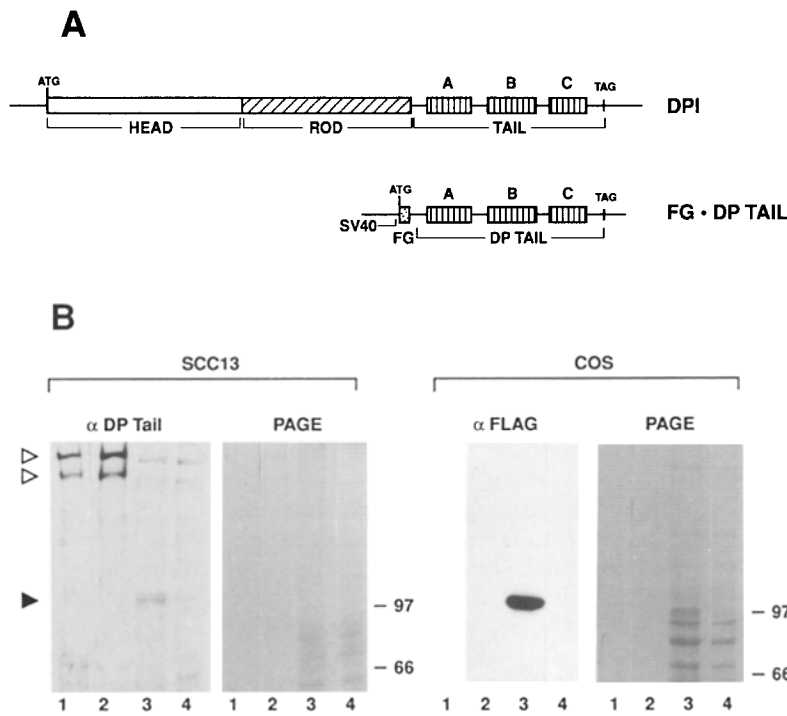 A
ATG A B C TAG
DPI
HEAD ROD TAIL
ATG A B C TAG
FG · DP TAIL
SV40 FG DP TAIL
B
SCC13 COS
α DP Tail PAGE α FLAG PAGE
– 97 – 97
– 66 – 66
1 2 3 4 1 2 3 4 1 2 3 4 1 2 3 4